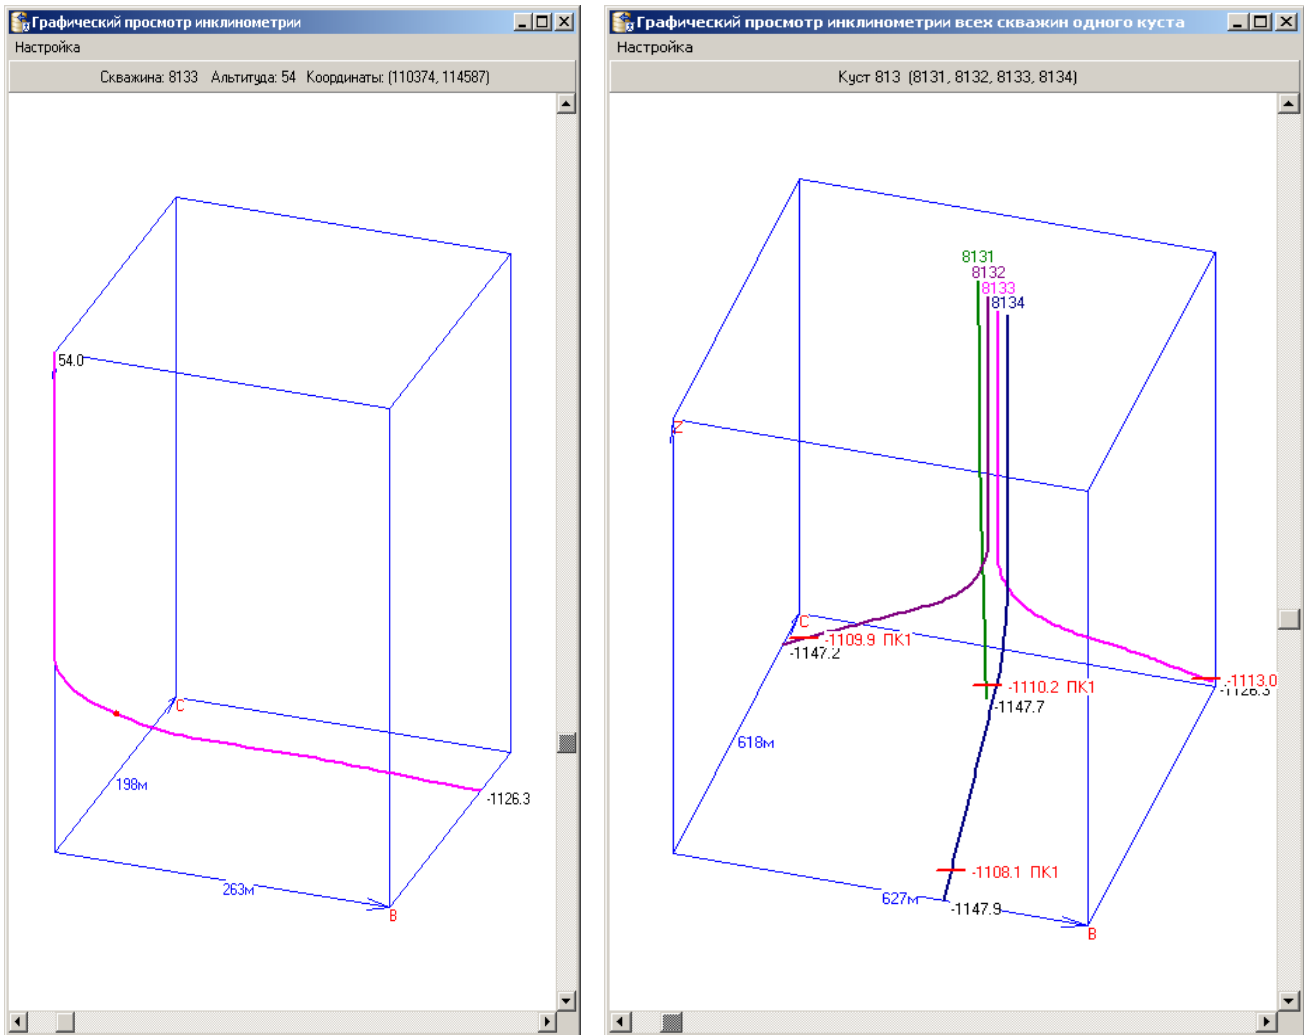 Графический просмотр инклинометрии
Настройка
Скважина: 8133 Альтитуда: 54 Координаты: (110374, 114587)
54.0
С
198м
-1126.3
263м
В
Графический просмотр инклинометрии всех скважин одного куста
Настройка
Куст 813 (8131, 8132, 8133, 8134)
8131
8132
8133
8134
Z
С
-1109.9 ПК1
-1147.2
-1113.0
-1126.3
-1110.2 ПК1
-1147.7
618м
-1108.1 ПК1
627м
-1147.9
В